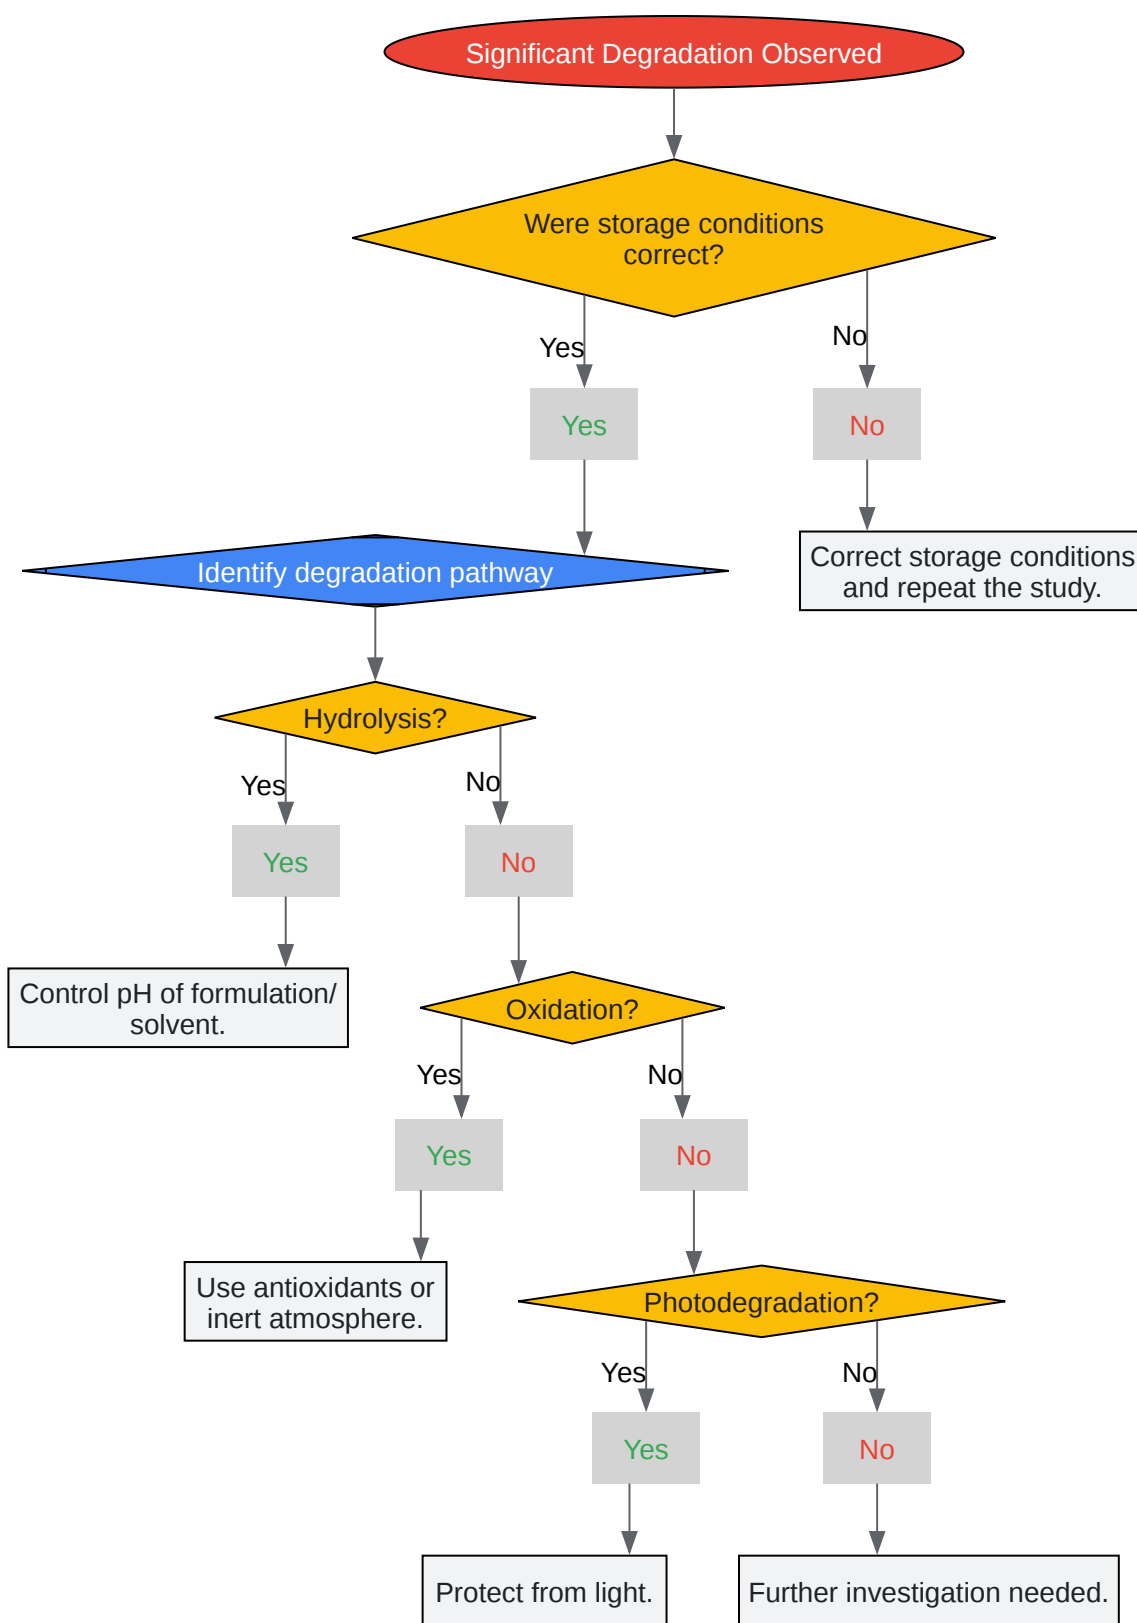 Significant Degradation Observed
Were storage conditions
correct?
Yes
No
Yes
No
Correct storage conditions
and repeat the study.
Identify degradation pathway
Hydrolysis?
Yes
No
Yes
No
Control pH of formulation/
solvent.
Oxidation?
Yes
No
Yes
No
Use antioxidants or
inert atmosphere.
Photodegradation?
Yes
No
Yes
No
Protect from light.
Further investigation needed.